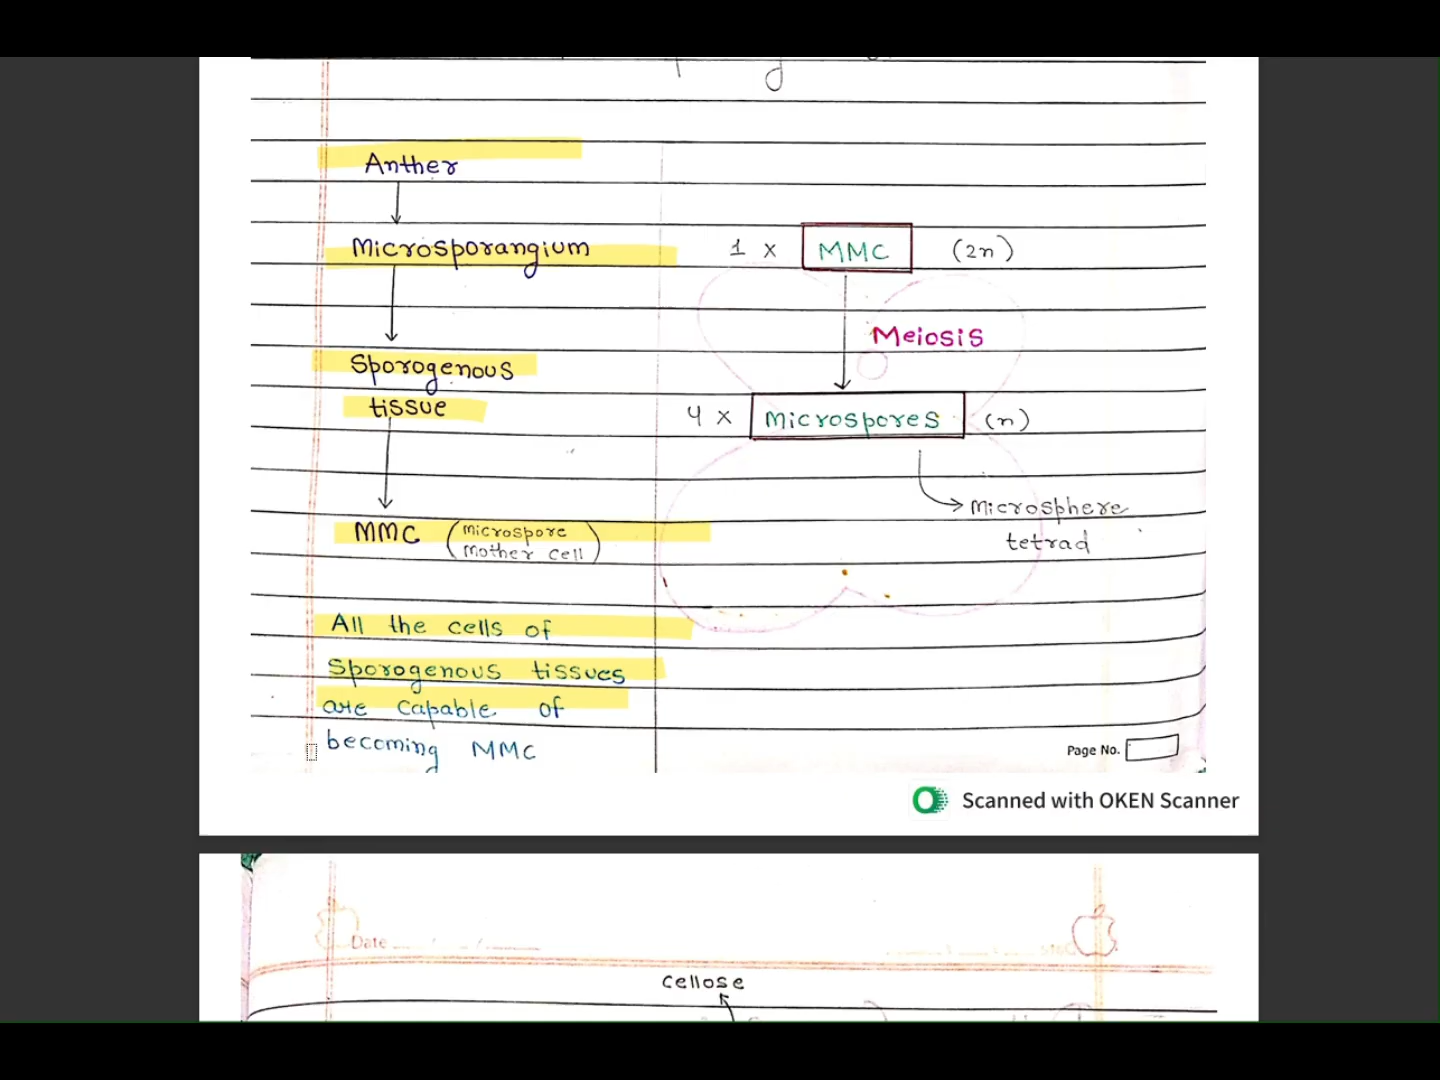 Anther
Microsporangium
Sporogenous
tissue
MMC (microspore
mother cell)
All the cells of
Sporogenous tissues
are capable of
becoming MMC
1 x MMC (2n)
Meiosis
4 x Microspores (n)
Microsphere
tetrad
Page No.
Scanned with OKEN Scanner
Date
cellose